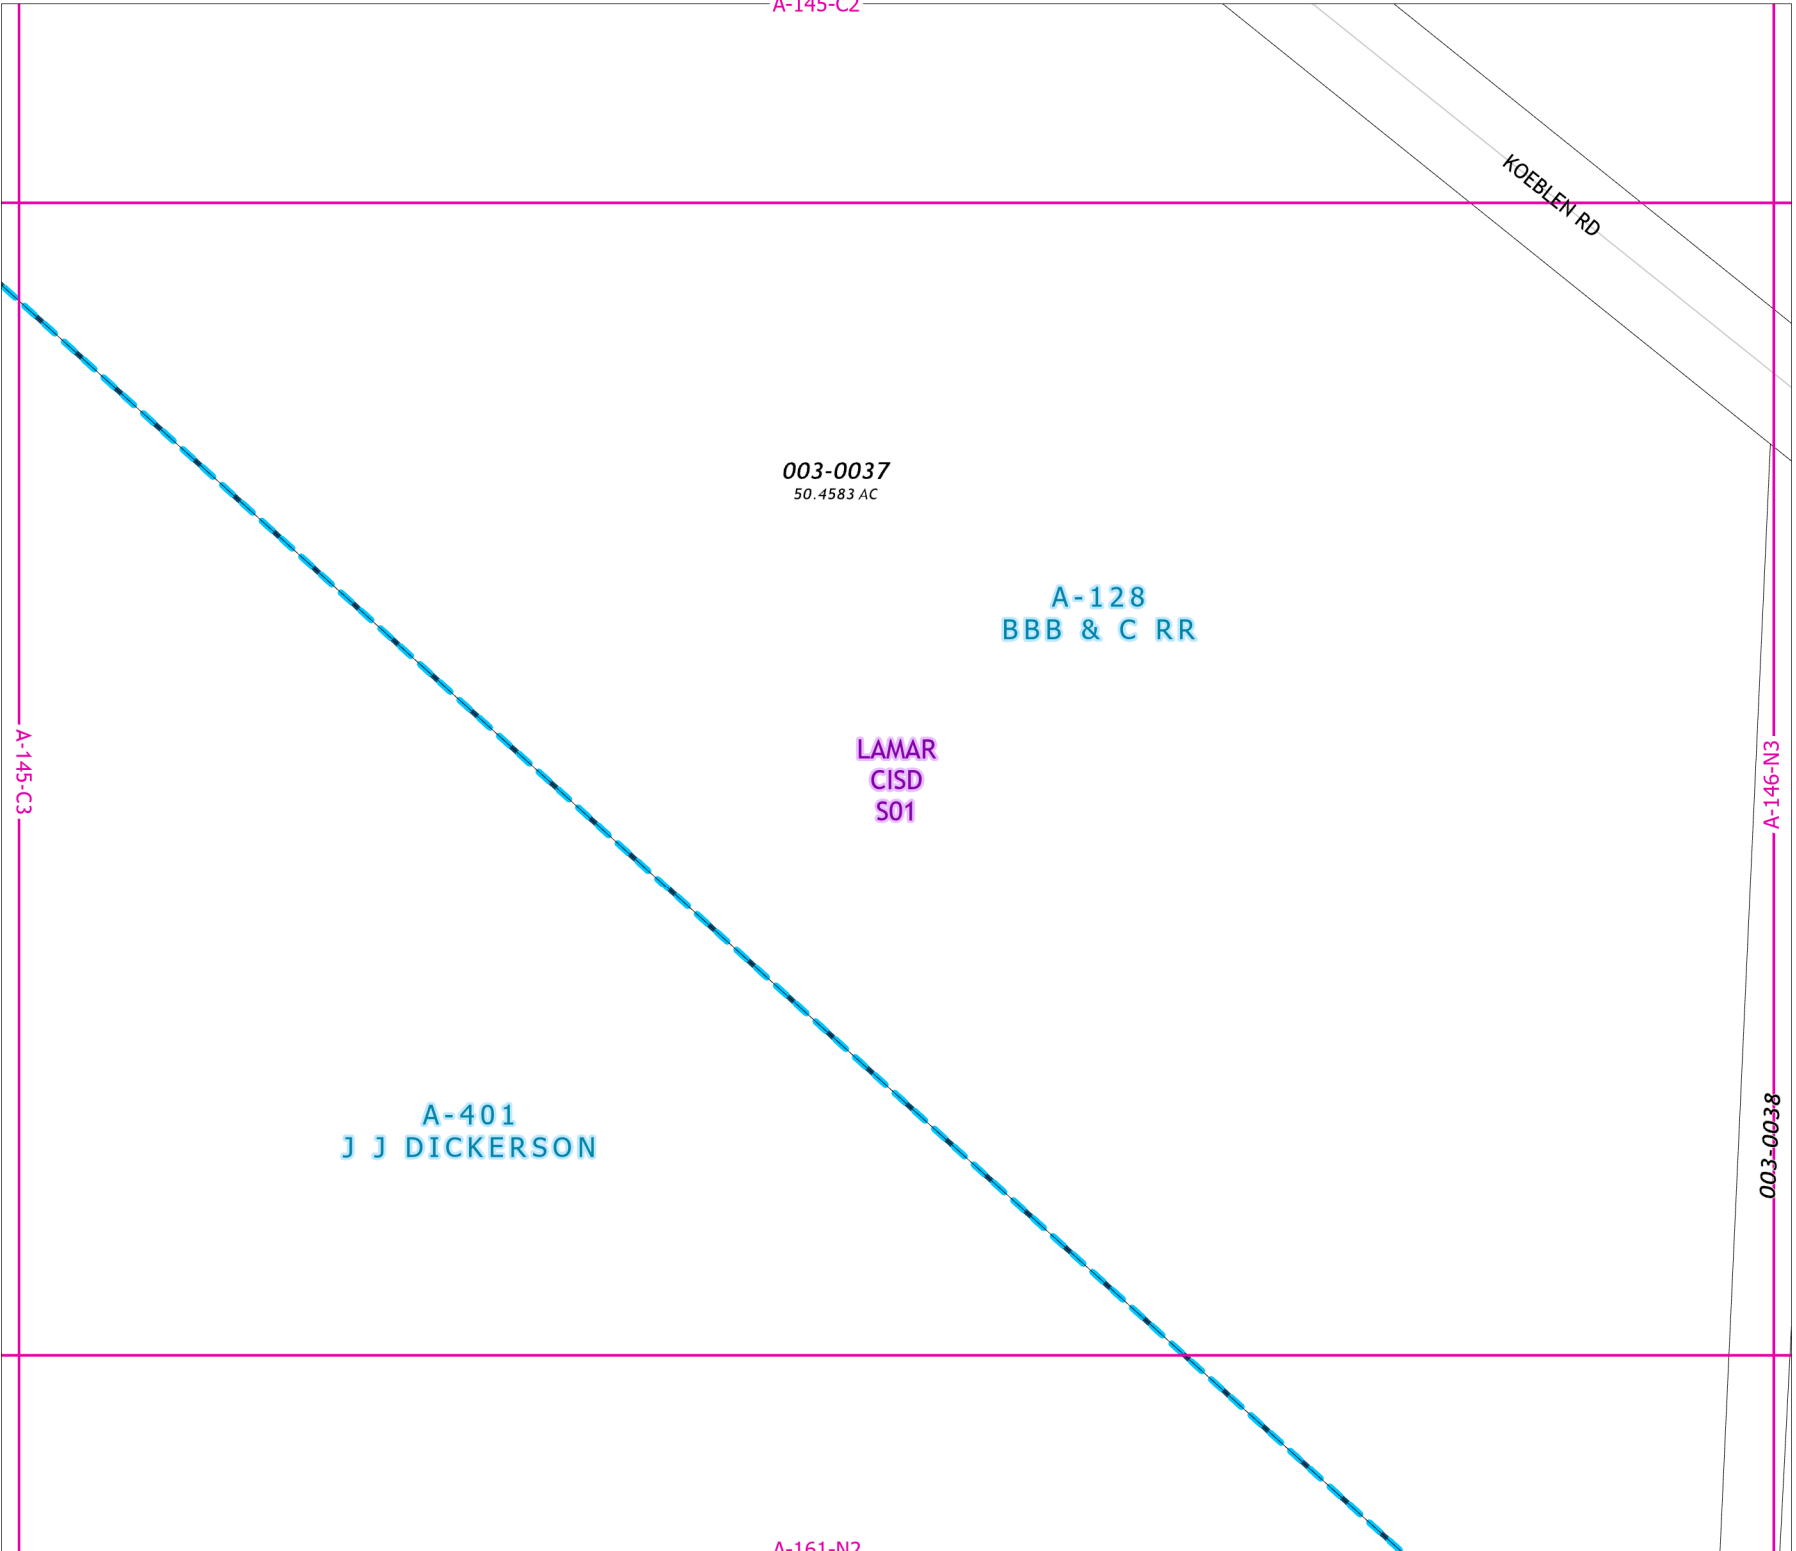 A-145-C2
KOEBLEN RD
003-0037
50.4583 AC
A-128
BBB & C RR
LAMAR
CISD
S01
A-145-C3
A-146-N3
A-401
J J DICKERSON
003-0038
A-161-N2